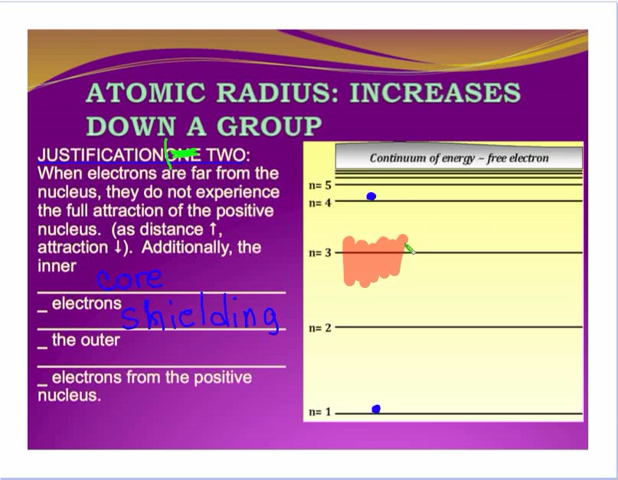 ATOMIC RADIUS: INCREASES
DOWN A GROUP
JUSTIFICATION ONE TWO:
When electrons are far from the
nucleus, they do not experience
the full attraction of the positive
nucleus. (as distance ↑,
attraction ↓). Additionally, the
inner
core
_ electrons
shielding
_ the outer
_ electrons from the positive
nucleus.
Continuum of energy – free electron
n= 5
n= 4
n= 3
n= 2
n= 1